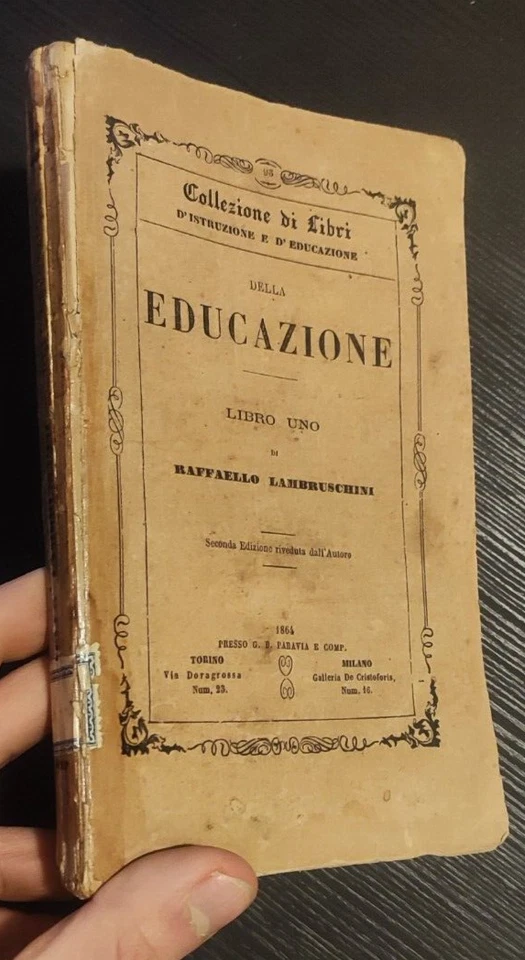 Collezione di Libri
D'ISTRUZIONE E D'EDUCAZIONE
DELLA
EDUCAZIONE
LIBRO UNO
DI
RAFFAELLO LAMBRUSCHINI
Seconda Edizione riveduta dall'Autore
1864
PRESSO G. B. PARAVIA E COMP.
TORINO
Via Doragrossa
Num. 23.
MILANO
Galleria De Cristoforis,
Num. 16.